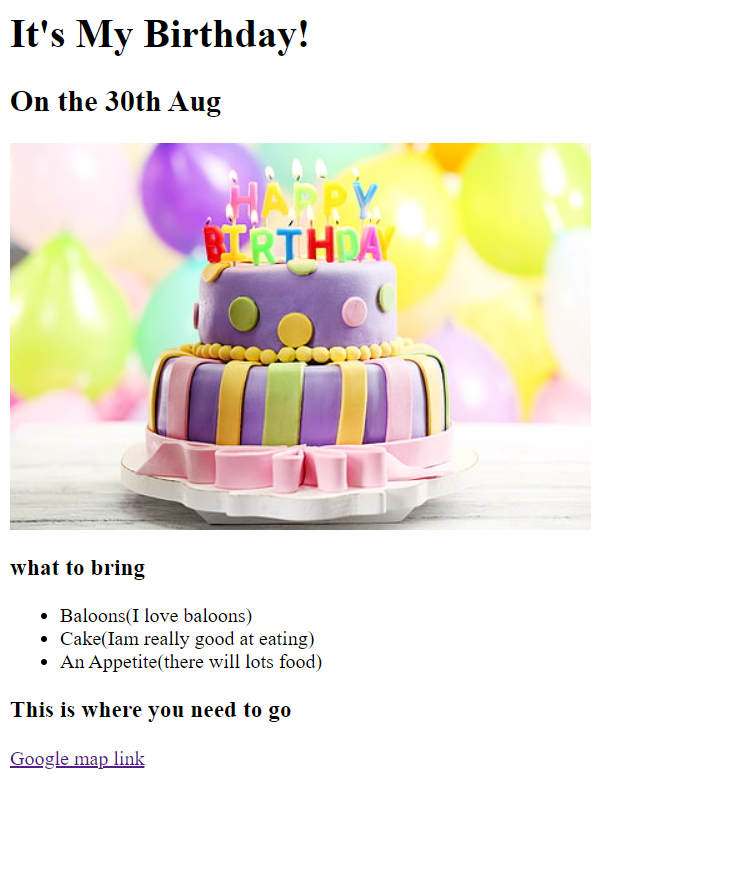 It's My Birthday!
On the 30th Aug
HAPPY
BIRTHDAY
what to bring
Baloons(I love baloons)
Cake(Iam really good at eating)
An Appetite(there will lots food)
This is where you need to go
Google map link